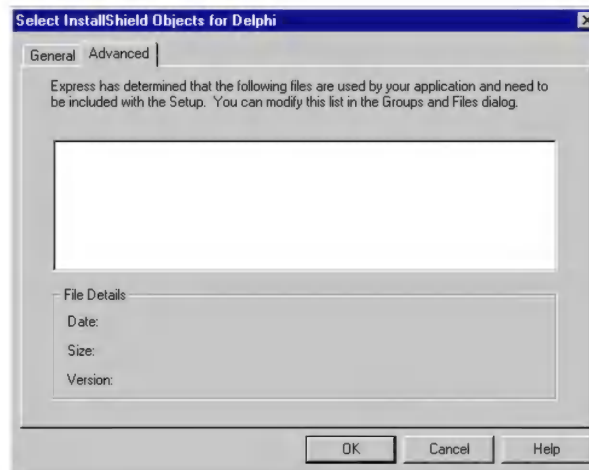 Select InstallShield Objects for Delphi
General
Advanced
Express has determined that the following files are used by your application and need to
be included with the Setup. You can modify this list in the Groups and Files dialog.
File Details
Date:
Size:
Version:
OK
Cancel
Help